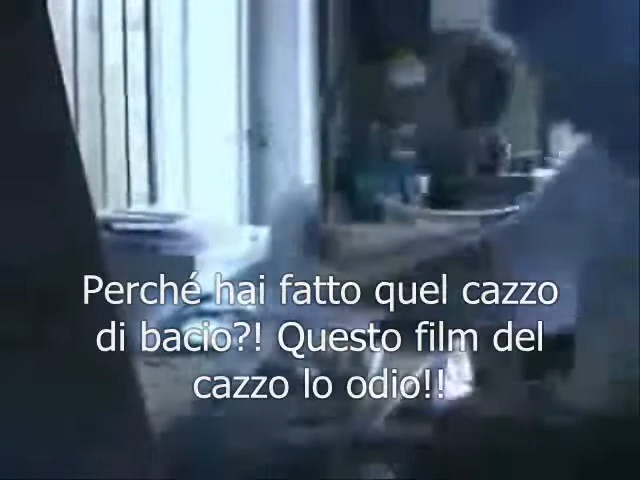 Perché hai fatto quel cazzo
di bacio?! Questo film del
cazzo lo odio!!